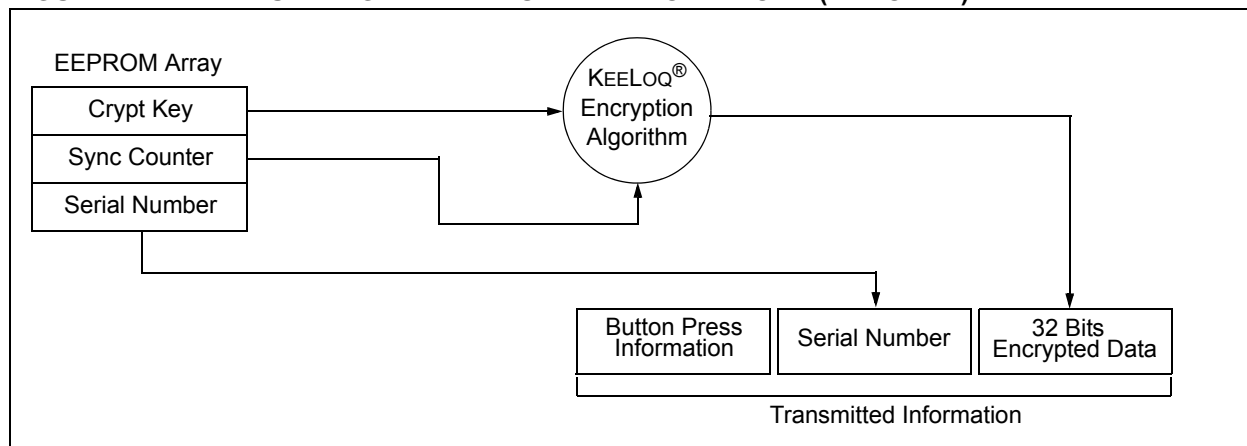 EEPROM Array
Crypt Key
Sync Counter
Serial Number
KEELOQ®
Encryption
Algorithm
Button Press
Information
Serial Number
32 Bits
Encrypted Data
Transmitted Information